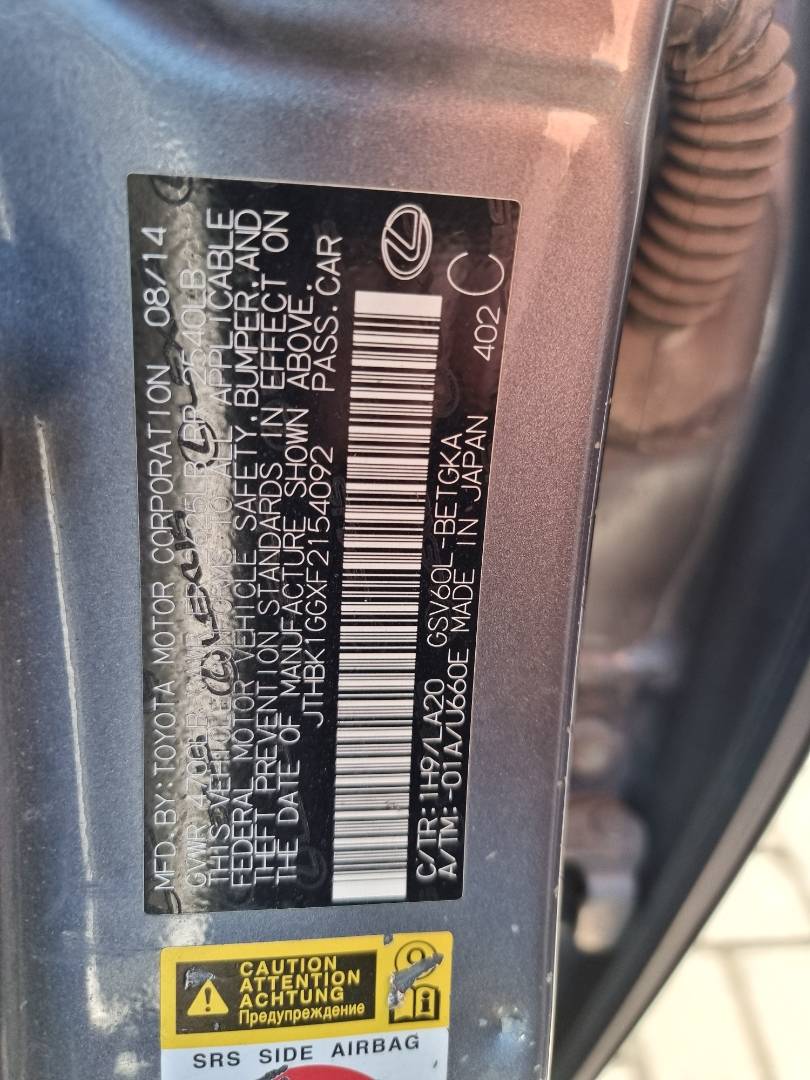 MFD.BY:TOYOTA MOTOR CORPORATION 08/14
GVWR 2540LB
THIS VEHICLE CONFORMS TO ALL APPLICABLE
FEDERAL MOTOR VEHICLE SAFETY,BUMPER,AND
THEFT PREVENTION STANDARDS IN EFFECT ON
THE DATE OF MANUFACTURE SHOWN ABOVE.
JTHBK1GGXF2154092 PASS.CAR
C/TR:1H9/LA20 GSV60L-BETGKA
A/TM:-01A/U660E MADE IN JAPAN 402 C
CAUTION
ATTENTION
ACHTUNG
Предупреждение
SRS SIDE AIRBAG